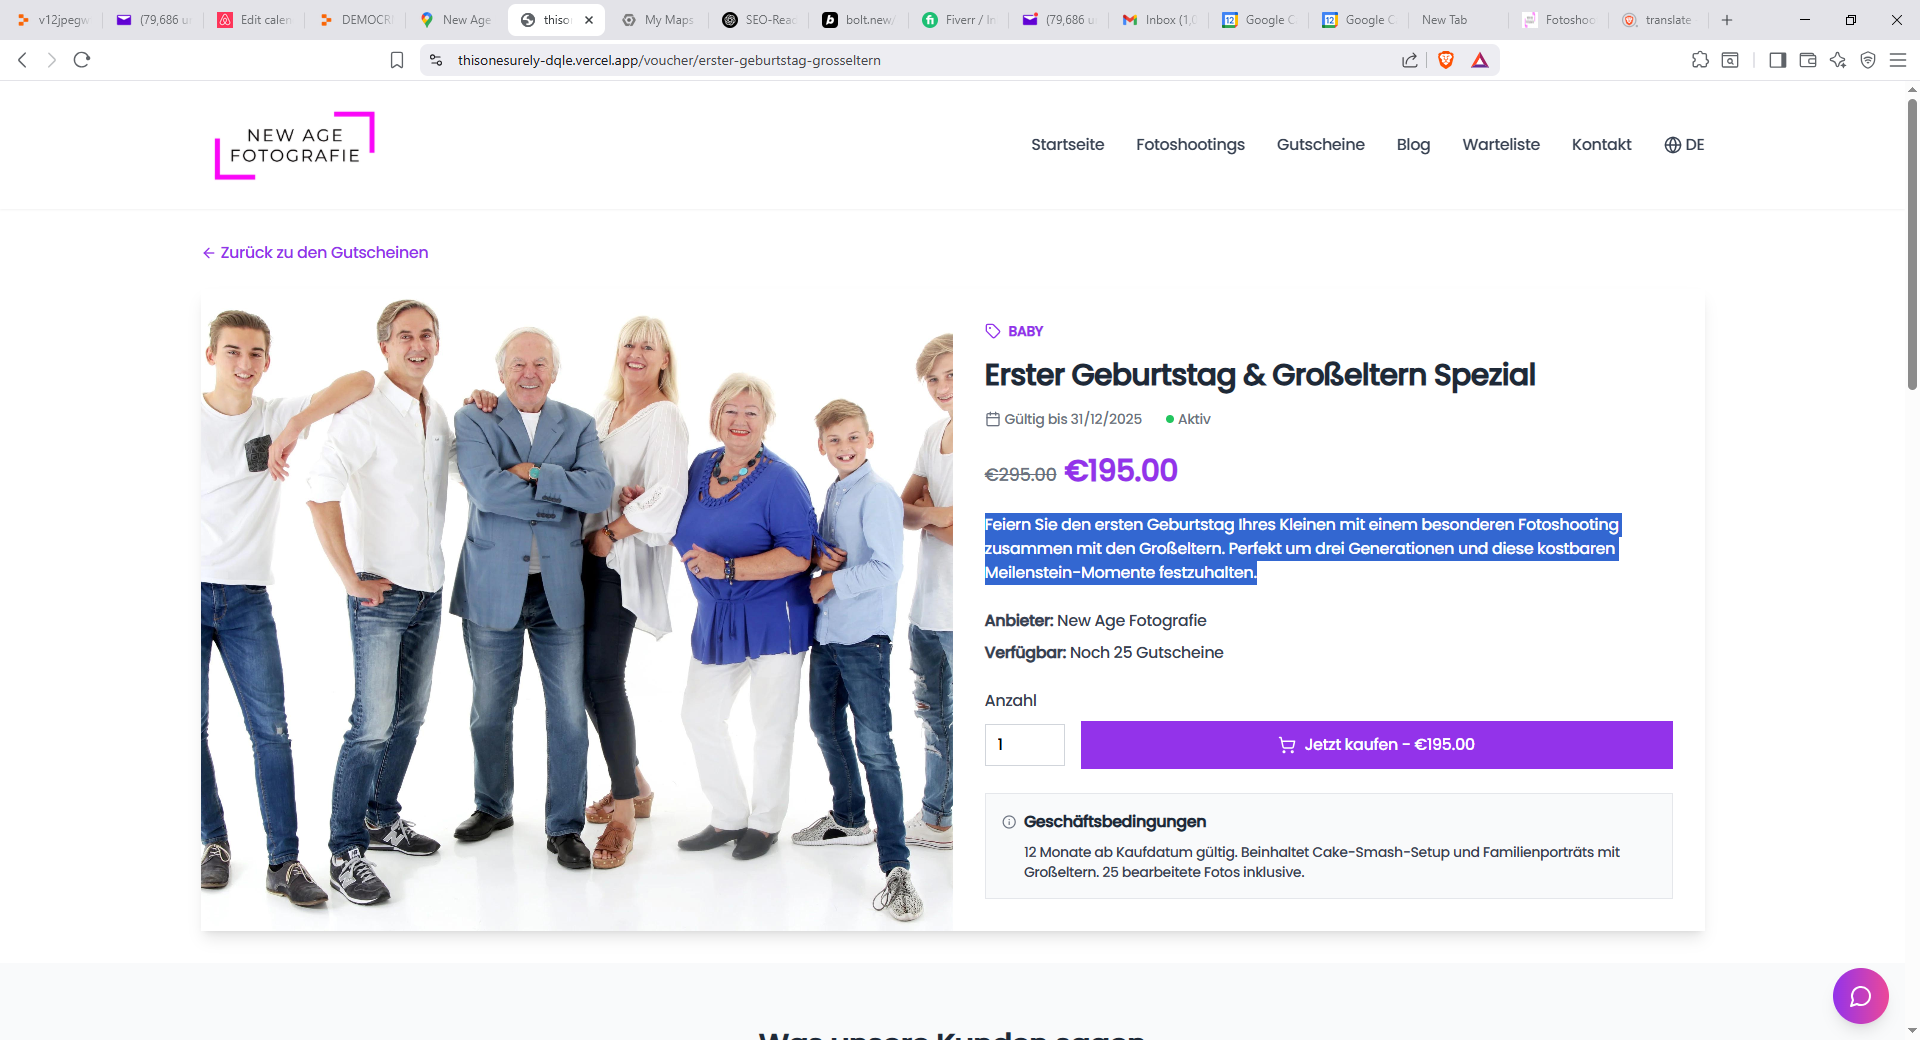 v12jpegw
(79,686 u
Edit calen
DEMOCR
New Age
thiso
My Maps
SEO-Reac
bolt.new/
Fiverr / In
(79,686 u
Inbox (1,0
Google C
Google C
New Tab
Fotoshoo
translate
thisonesurely-dqle.vercel.app/voucher/erster-geburtstag-grosseltern
NEW AGE
FOTOGRAFIE
Startseite Fotoshootings Gutscheine Blog Warteliste Kontakt DE
← Zurück zu den Gutscheinen
BABY
Erster Geburtstag & Großeltern Spezial
Gültig bis 31/12/2025 Aktiv
€295.00 €195.00
Feiern Sie den ersten Geburtstag Ihres Kleinen mit einem besonderen Fotoshooting
zusammen mit den Großeltern. Perfekt um drei Generationen und diese kostbaren
Meilenstein-Momente festzuhalten.
Anbieter: New Age Fotografie
Verfügbar: Noch 25 Gutscheine
Anzahl
1
Jetzt kaufen - €195.00
Geschäftsbedingungen
12 Monate ab Kaufdatum gültig. Beinhaltet Cake-Smash-Setup und Familienporträts mit
Großeltern. 25 bearbeitete Fotos inklusive.
Was unsere Kunden sagen